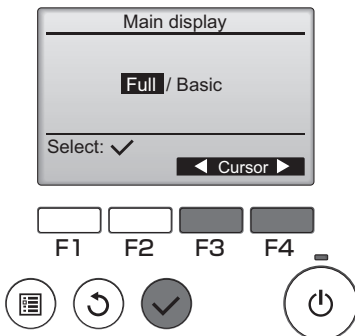 Main display
Full / Basic
Select: ✓
◀ Cursor ▶
F1 F2 F3 F4